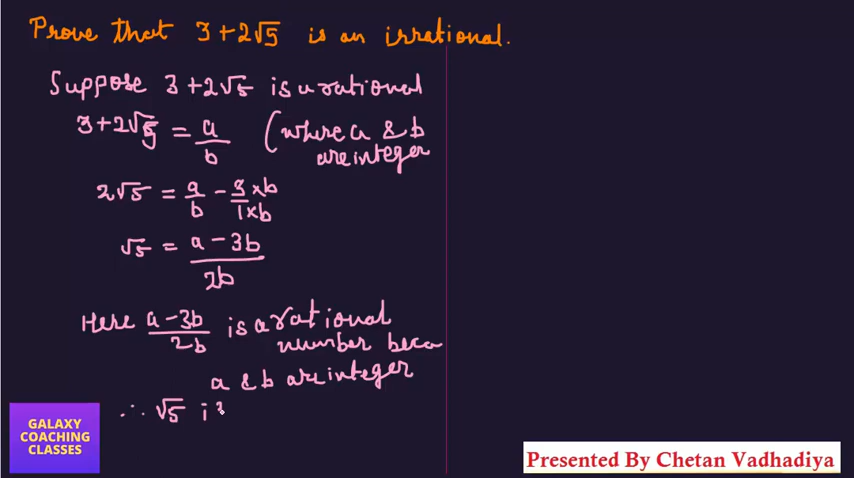 Prove that 3+2√5 is an irrational.
Suppose 3+2√5 is a rational
3+2√5 = a/b (where a & b
are integer
2√5 = a/b - 3/1 ×b/×b
√5 = a-3b/2b
Here a-3b/2b is a rational
number beca
a & b are integer
∴ √5 is
GALAXY
COACHING
CLASSES
Presented By Chetan Vadhadiya